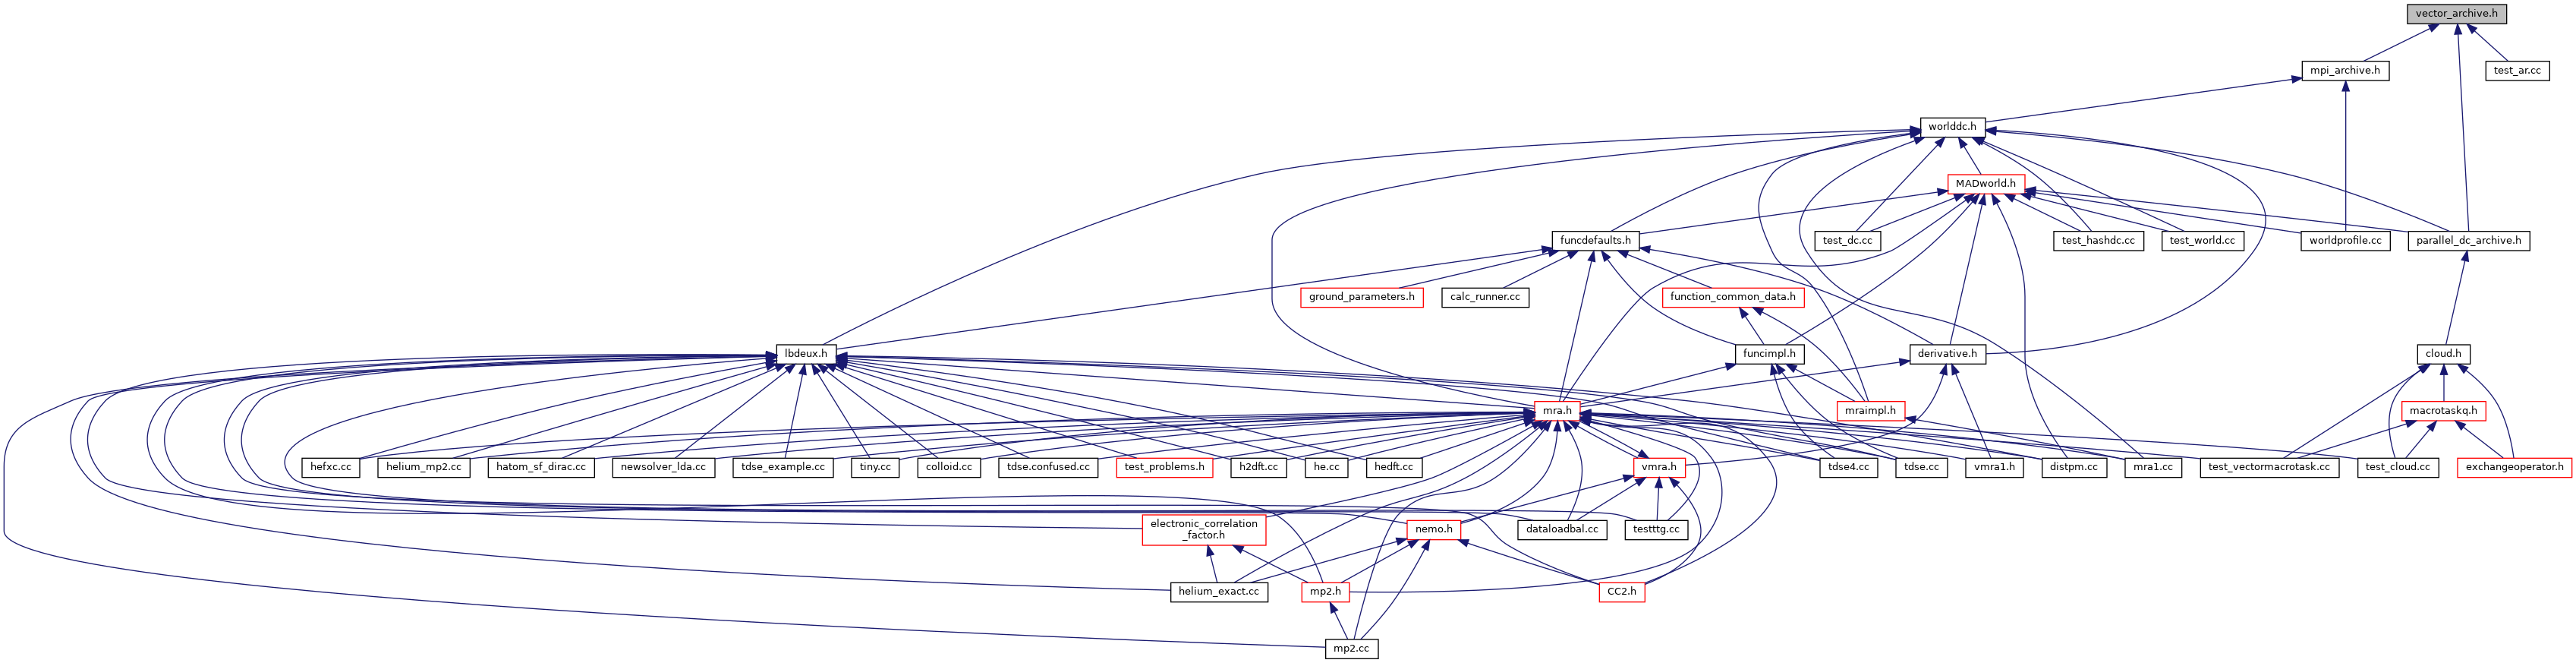 vector_archive.h
mpi_archive.h
test_ar.cc
worlddc.h
MADworld.h
funcdefaults.h
test_dc.cc
test_hashdc.cc
test_world.cc
worldprofile.cc
parallel_dc_archive.h
ground_parameters.h
calc_runner.cc
function_common_data.h
lbdeux.h
funcimpl.h
derivative.h
cloud.h
mra.h
mraimpl.h
macrotaskq.h
hefxc.cc
helium_mp2.cc
hatom_sf_dirac.cc
newsolver_lda.cc
tdse_example.cc
tiny.cc
colloid.cc
tdse.confused.cc
test_problems.h
h2dft.cc
he.cc
hedft.cc
vmra.h
tdse4.cc
tdse.cc
vmra1.h
distpm.cc
mra1.cc
test_vectormacrotask.cc
test_cloud.cc
exchangeoperator.h
electronic_correlation
_factor.h
nemo.h
dataloadbal.cc
testttg.cc
helium_exact.cc
mp2.h
CC2.h
mp2.cc